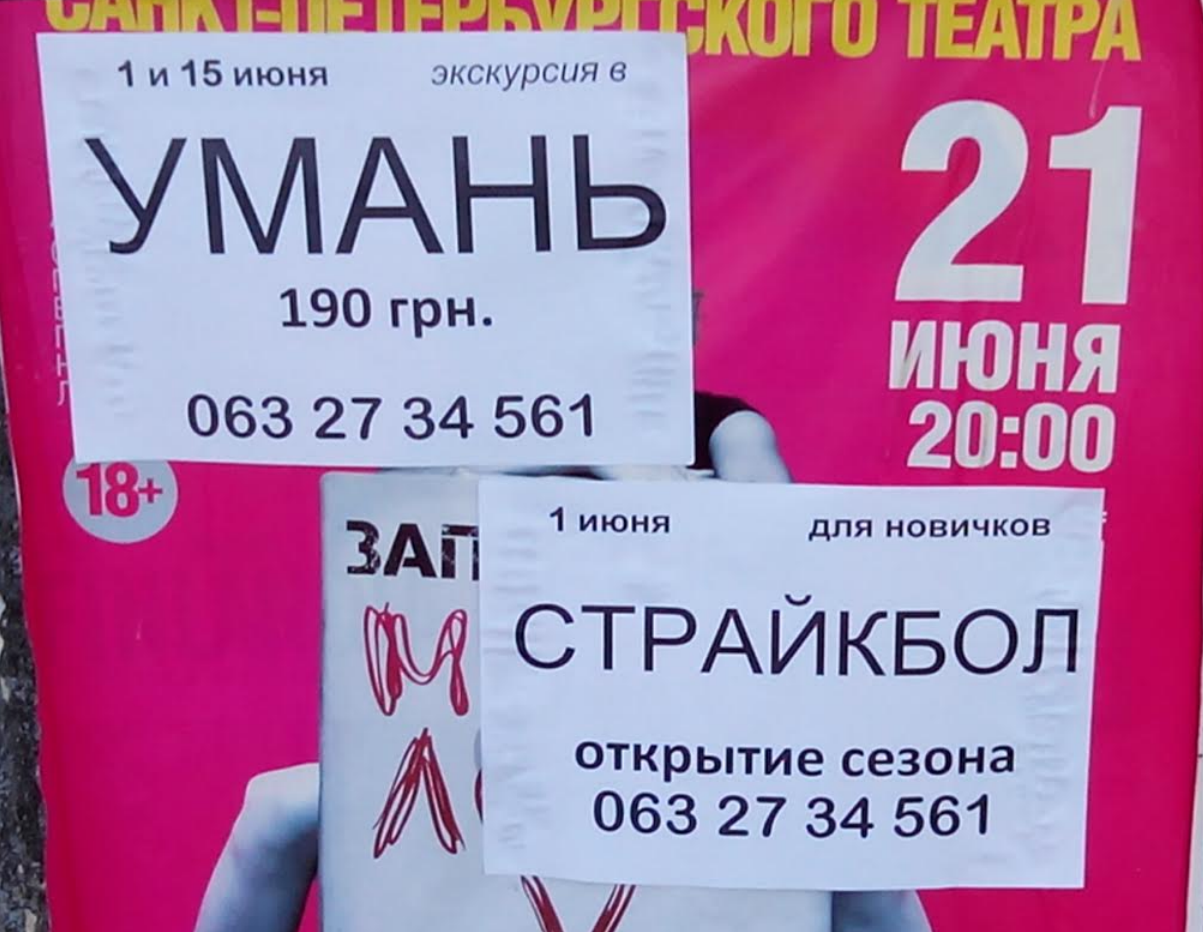 САНКТ-ПЕТЕРБУРГСКОГО ТЕАТРА
1 и 15 июня экскурсия в
УМАНЬ
190 грн.
063 27 34 561
21
ИЮНЯ
20:00
18+
1 июня для новичков
СТРАЙКБОЛ
открытие сезона
063 27 34 561